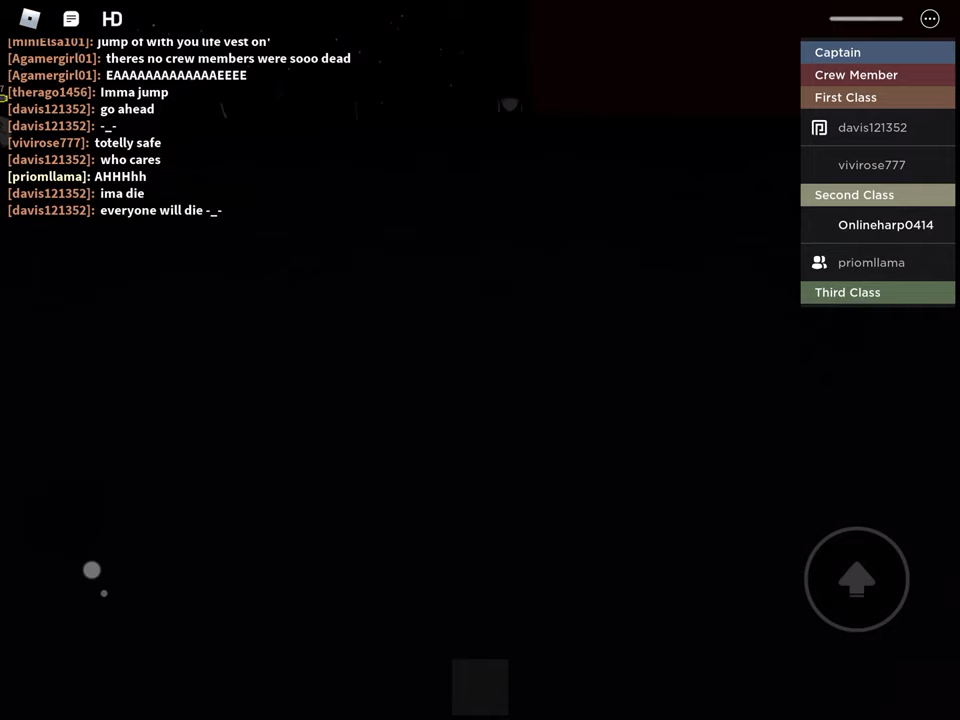 HD
[miniElsa101]: jump of with you life vest on'
[Agamergirl01]: theres no crew members were sooo dead
[Agamergirl01]: EAAAAAAAAAAAAAEEEE
[therago1456]: Imma jump
[davis121352]: go ahead
[davis121352]: -_-
[vivirose777]: totelly safe
[davis121352]: who cares
[priomllama]: AHHHhh
[davis121352]: ima die
[davis121352]: everyone will die -_-
Captain
Crew Member
First Class
davis121352
vivirose777
Second Class
Onlineharp0414
priomllama
Third Class